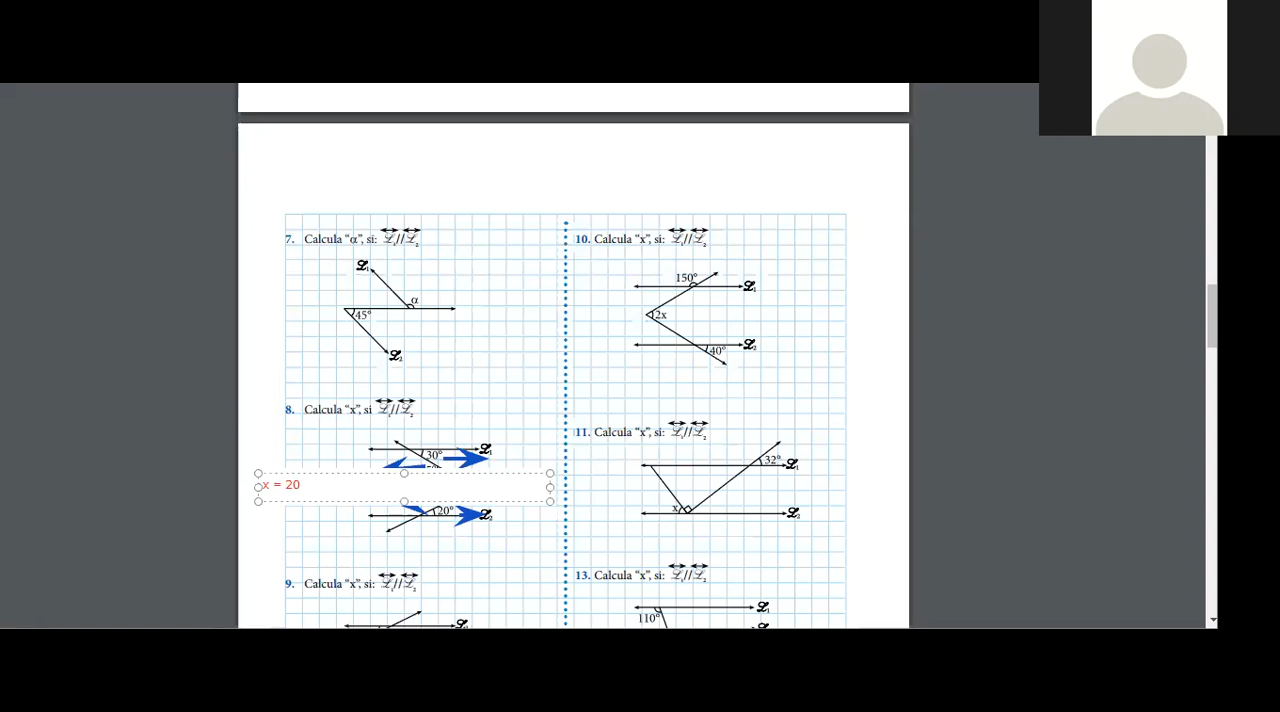 7. Calcula "α", si: ℒ₁//ℒ₂
ℒ₁
α
45°
ℒ₂
8. Calcula "x", si ℒ₁//ℒ₂
30°
ℒ₁
x = 20
20°
ℒ₂
9. Calcula "x", si: ℒ₁//ℒ₂
10. Calcula "x", si: ℒ₁//ℒ₂
150°
ℒ₁
2x
ℒ₂
40°
11. Calcula "x", si: ℒ₁//ℒ₂
32°
ℒ₁
x
ℒ₂
13. Calcula "x", si: ℒ₁//ℒ₂
ℒ₁
110°